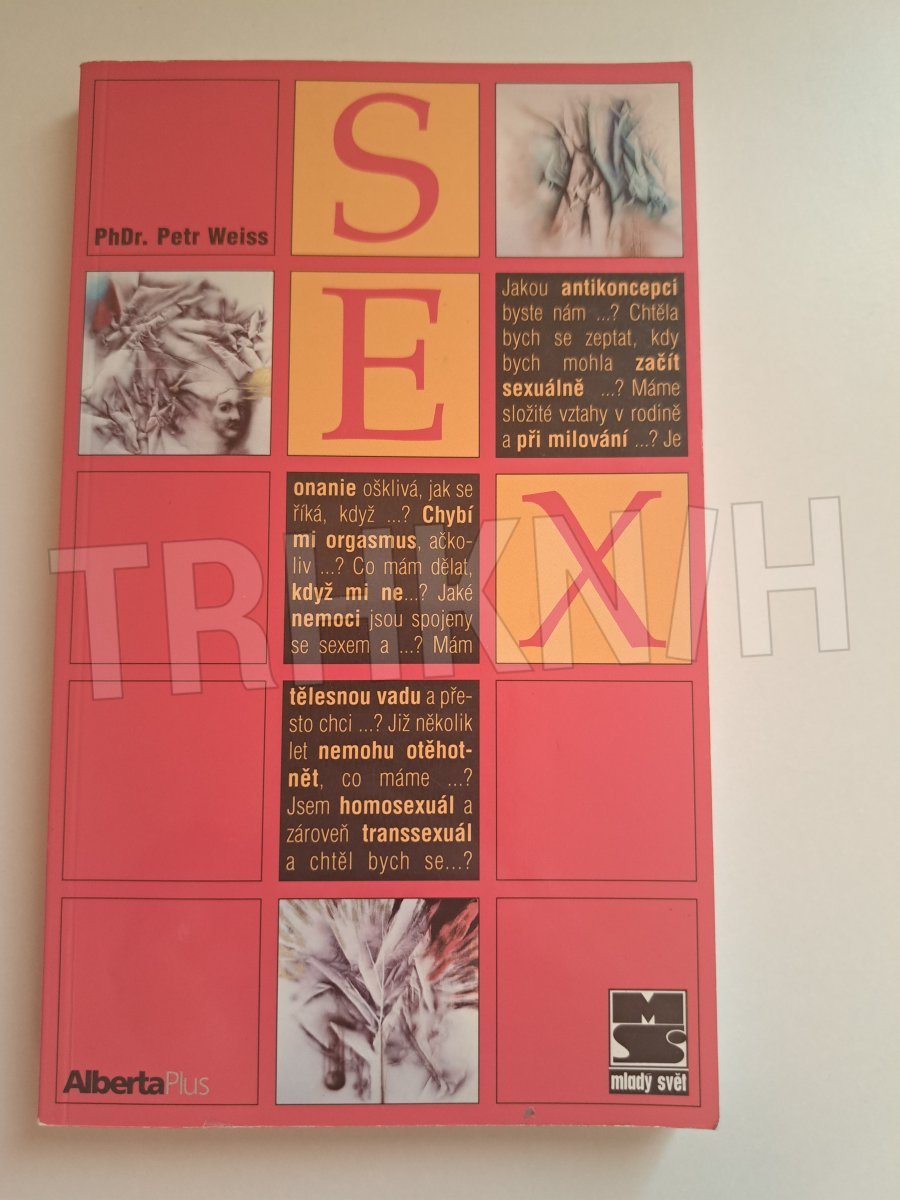 PhDr. Petr Weiss
S
E
X
Jakou antikoncepci
byste nám ...? Chtěla
bych se zeptat, kdy
bych mohla začít
sexuálně ...? Máme
složité vztahy v rodině
a při milování ...? Je
onanie ošklivá, jak se
říká, když ...? Chybí
mi orgasmus, ačko-
liv ...? Co mám dělat,
když mi ne...? Jaké
nemoci jsou spojeny
se sexem a ...? Mám
tělesnou vadu a pře-
sto chci ...? Již několik
let nemohu otěhot-
nět, co máme ...?
Jsem homosexuál a
zároveň transsexuál
a chtěl bych se...?
AlbertaPlus
MS
mladý svět
TRHKNIH